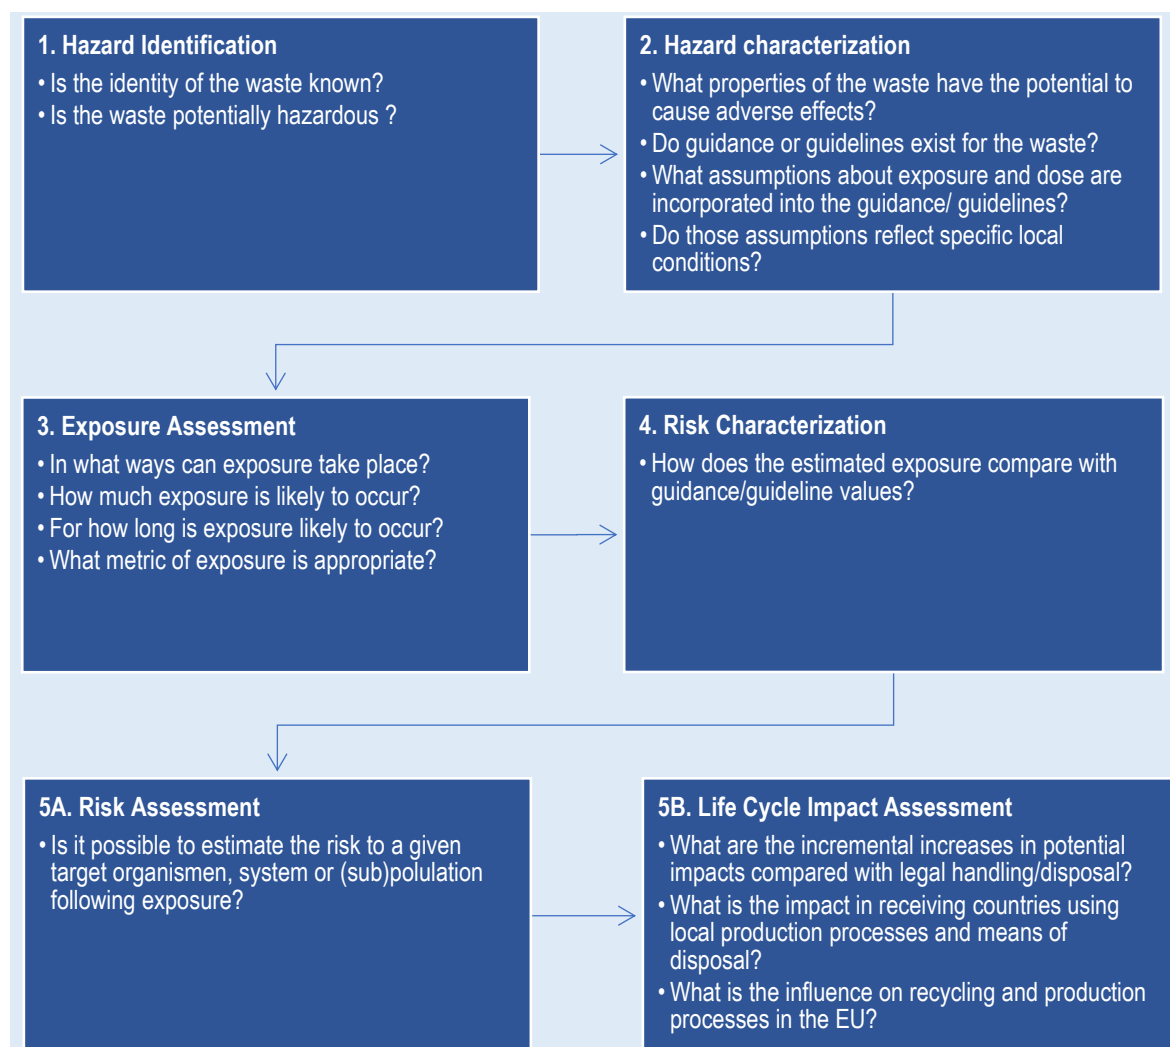 1. Hazard Identification
• Is the identity of the waste known?
• Is the waste potentially hazardous ?
2. Hazard characterization
• What properties of the waste have the potential to
cause adverse effects?
• Do guidance or guidelines exist for the waste?
• What assumptions about exposure and dose are
incorporated into the guidance/ guidelines?
• Do those assumptions reflect specific local
conditions?
3. Exposure Assessment
• In what ways can exposure take place?
• How much exposure is likely to occur?
• For how long is exposure likely to occur?
• What metric of exposure is appropriate?
4. Risk Characterization
• How does the estimated exposure compare with
guidance/guideline values?
5A. Risk Assessment
• Is it possible to estimate the risk to a given
target organismen, system or (sub)polulation
following exposure?
5B. Life Cycle Impact Assessment
• What are the incremental increases in potential
impacts compared with legal handling/disposal?
• What is the impact in receiving countries using
local production processes and means of
disposal?
• What is the influence on recycling and production
processes in the EU?